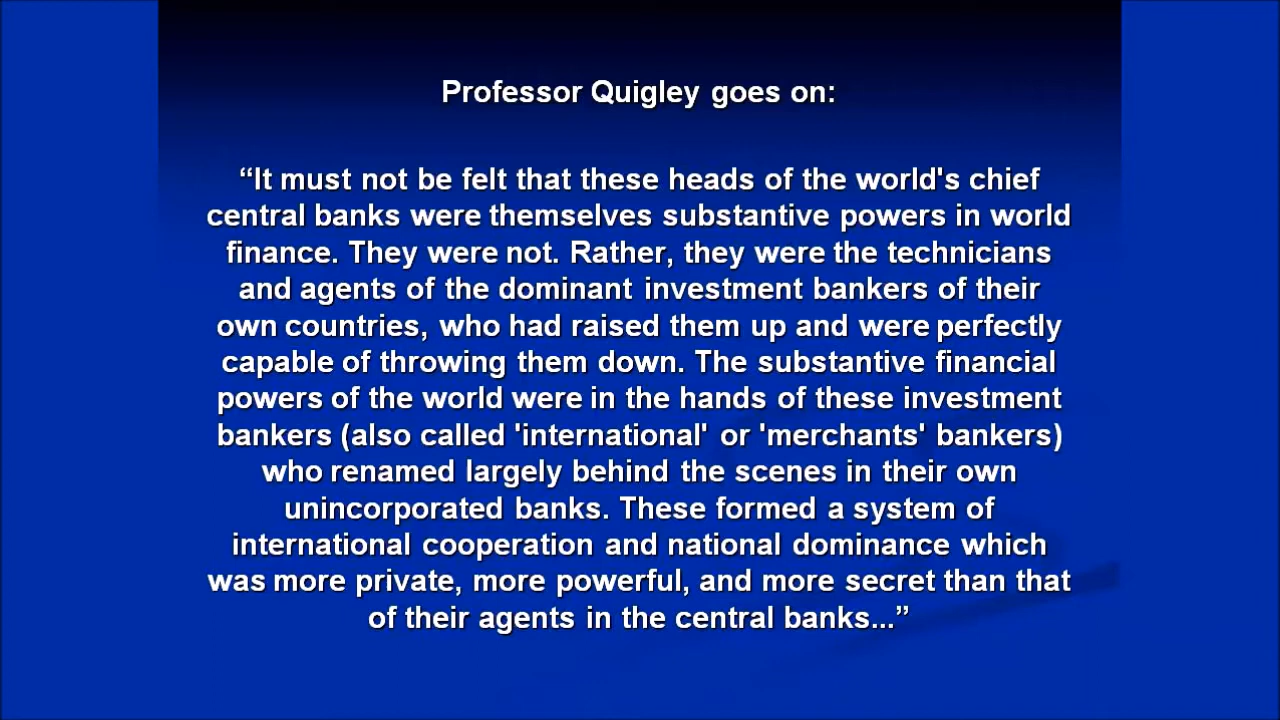 Professor Quigley goes on:
“It must not be felt that these heads of the world's chief
central banks were themselves substantive powers in world
finance. They were not. Rather, they were the technicians
and agents of the dominant investment bankers of their
own countries, who had raised them up and were perfectly
capable of throwing them down. The substantive financial
powers of the world were in the hands of these investment
bankers (also called 'international' or 'merchants' bankers)
who renamed largely behind the scenes in their own
unincorporated banks. These formed a system of
international cooperation and national dominance which
was more private, more powerful, and more secret than that
of their agents in the central banks...”